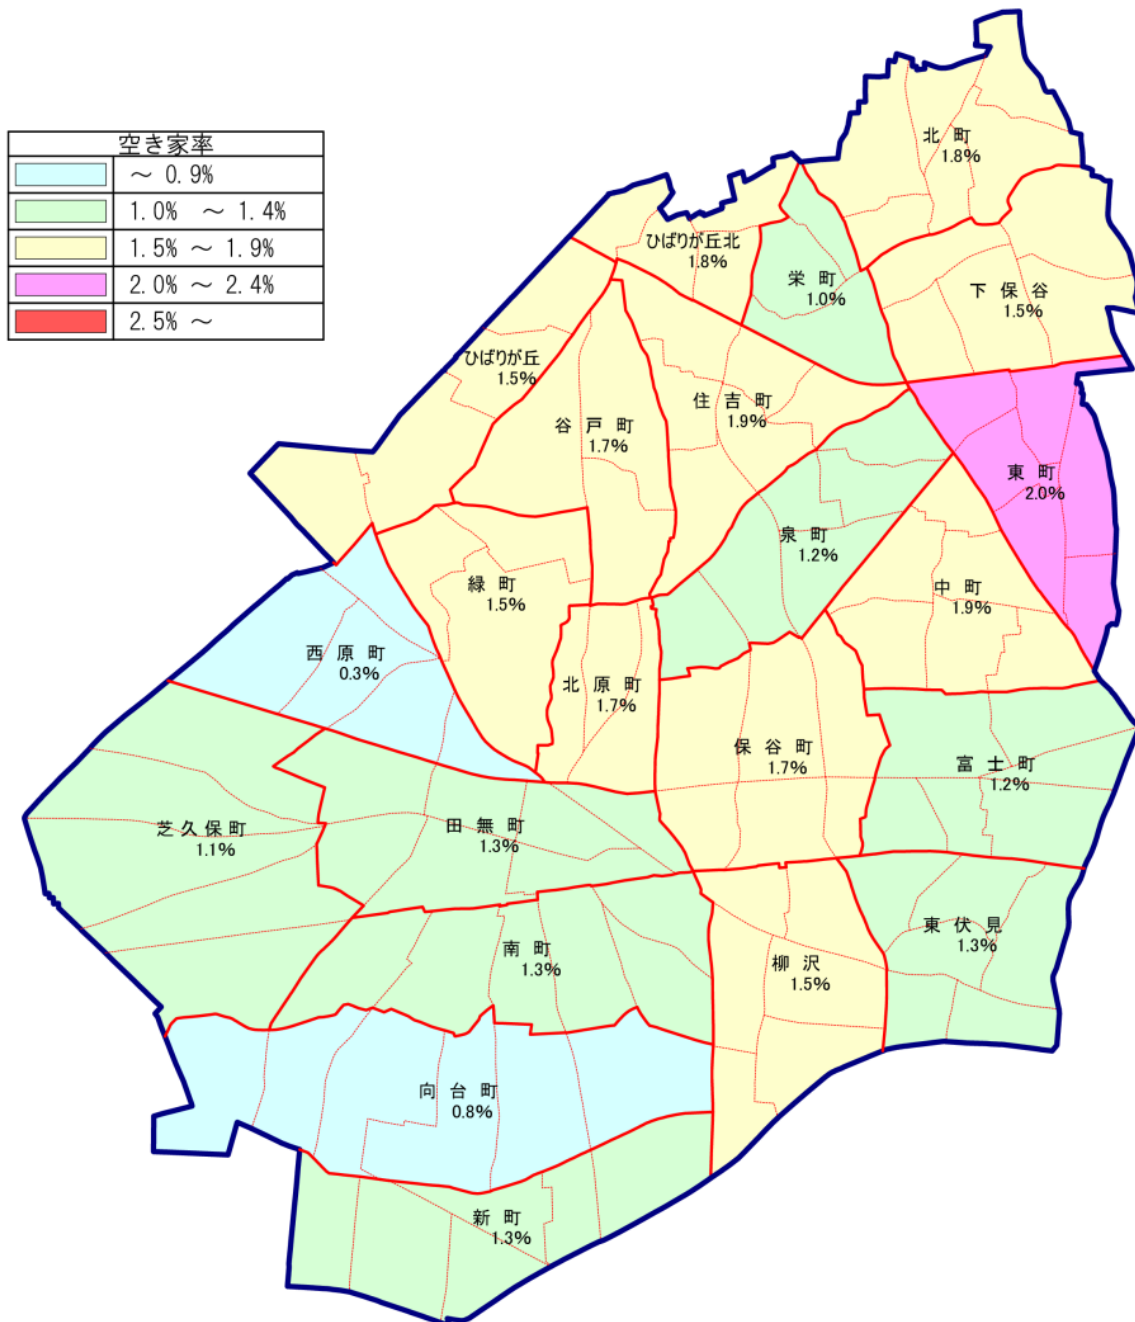 空き家率
～ 0.9%
1.0% ～ 1.4%
1.5% ～ 1.9%
2.0% ～ 2.4%
2.5% ～
北町
1.8%
ひばりが丘北
1.8%
栄町
1.0%
下保谷
1.5%
ひばりが丘
1.5%
谷戸町
1.7%
住吉町
1.9%
東町
2.0%
泉町
1.2%
緑町
1.5%
中町
1.9%
西原町
0.3%
北原町
1.7%
保谷町
1.7%
富士町
1.2%
芝久保町
1.1%
田無町
1.3%
南町
1.3%
柳沢
1.5%
東伏見
1.3%
向台町
0.8%
新町
1.3%